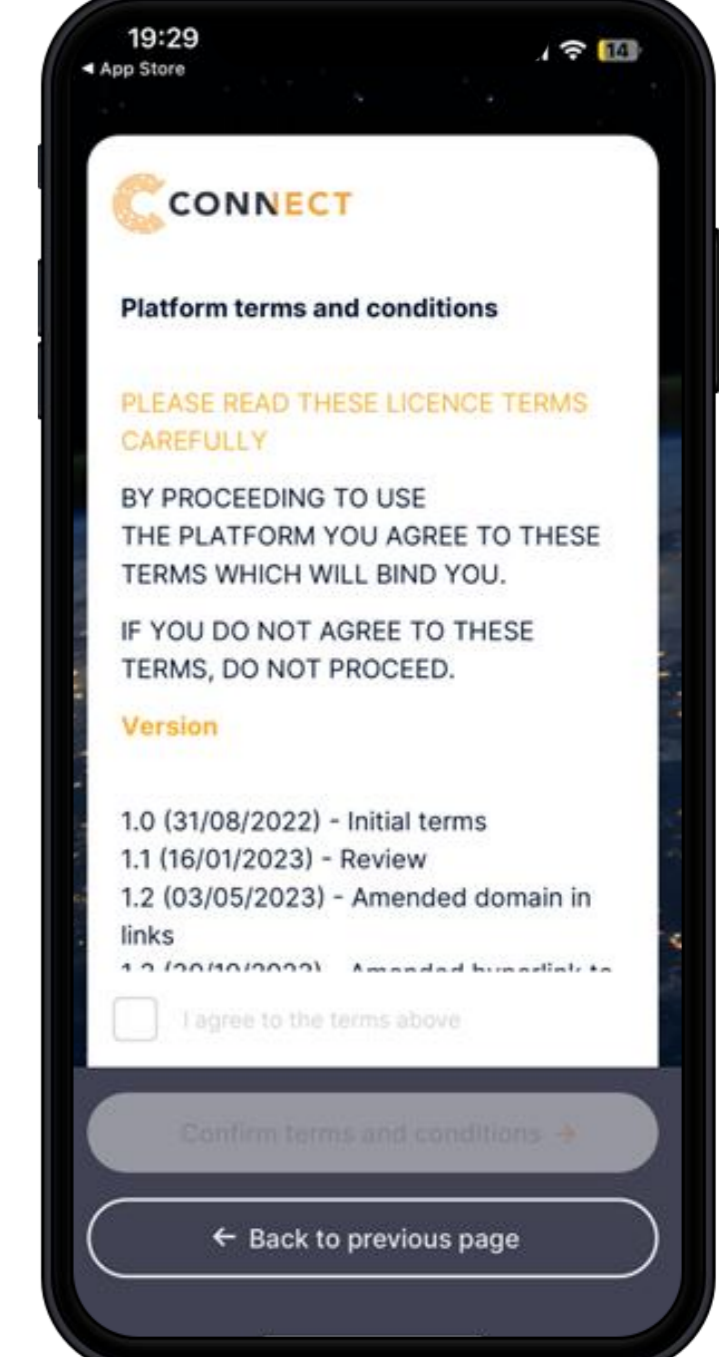 19:29
14
◄ App Store
CONNECT
Platform terms and conditions
PLEASE READ THESE LICENCE TERMS
CAREFULLY
BY PROCEEDING TO USE
THE PLATFORM YOU AGREE TO THESE
TERMS WHICH WILL BIND YOU.
IF YOU DO NOT AGREE TO THESE
TERMS, DO NOT PROCEED.
Version
1.0 (31/08/2022) - Initial terms
1.1 (16/01/2023) - Review
1.2 (03/05/2023) - Amended domain in
links
Amended hyperlink to
I agree to the terms above
Confirm terms and conditions →
← Back to previous page